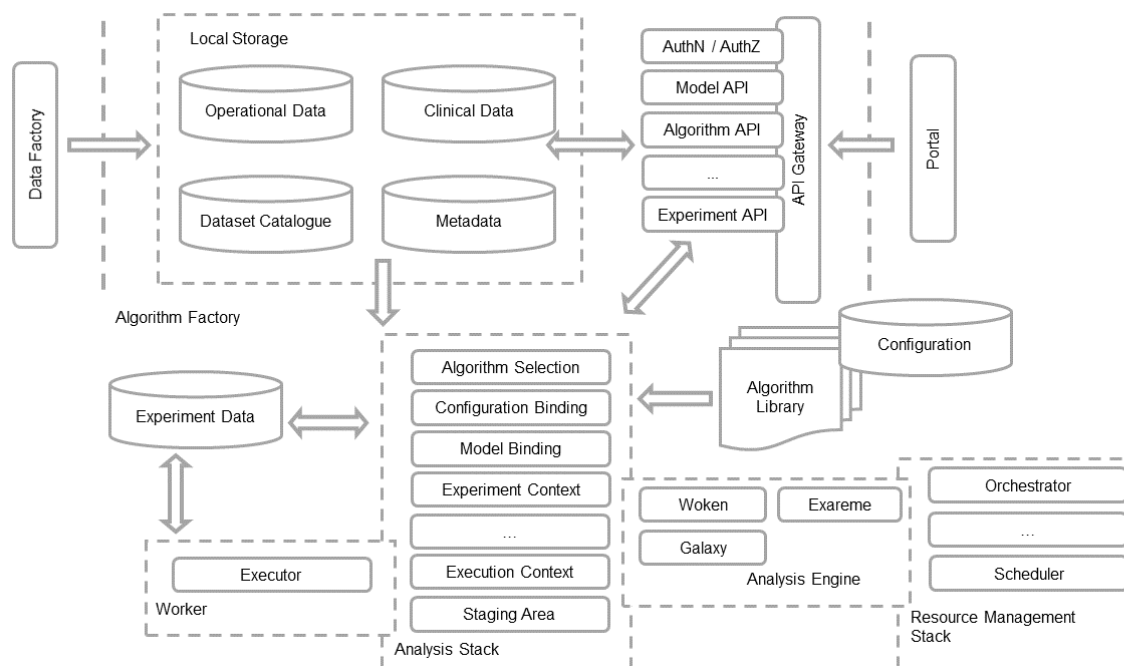 Local Storage
Operational Data
Clinical Data
Dataset Catalogue
Metadata
Data Factory
AuthN / AuthZ
Model API
Algorithm API
...
Experiment API
API Gateway
Portal
Algorithm Factory
Configuration
Algorithm
Library
Experiment Data
Algorithm Selection
Configuration Binding
Model Binding
Experiment Context
...
Execution Context
Staging Area
Analysis Stack
Executor
Worker
Woken
Exareme
Galaxy
Analysis Engine
Orchestrator
...
Scheduler
Resource Management
Stack